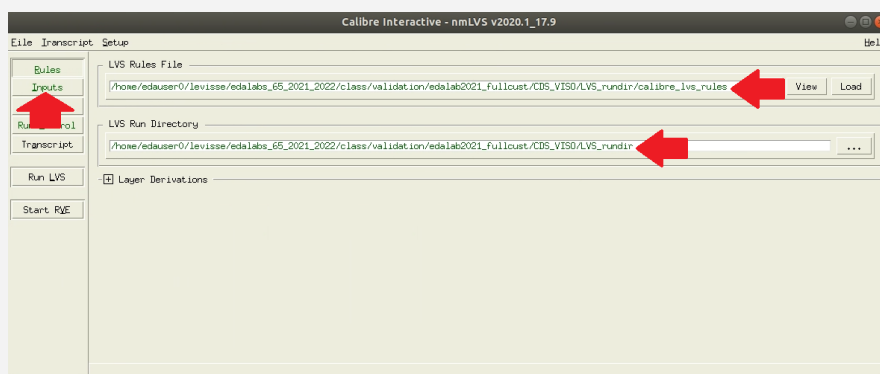 Calibre Interactive - nmLVS v2020.1_17.9
File Transcript Setup Hel
Rules
LVS Rules File
/home/edauser0/levisse/edalabs_65_2021_2022/class/validation/edalab2021_fullcust/CDS_VISO/LVS_rundir/calibre_lvs_rules View Load
Inputs
LVS Run Directory
/home/edauser0/levisse/edalabs_65_2021_2022/class/validation/edalab2021_fullcust/CDS_VISO/LVS_rundir ...
Transcript
Run LVS
Layer Derivations
Start RVE